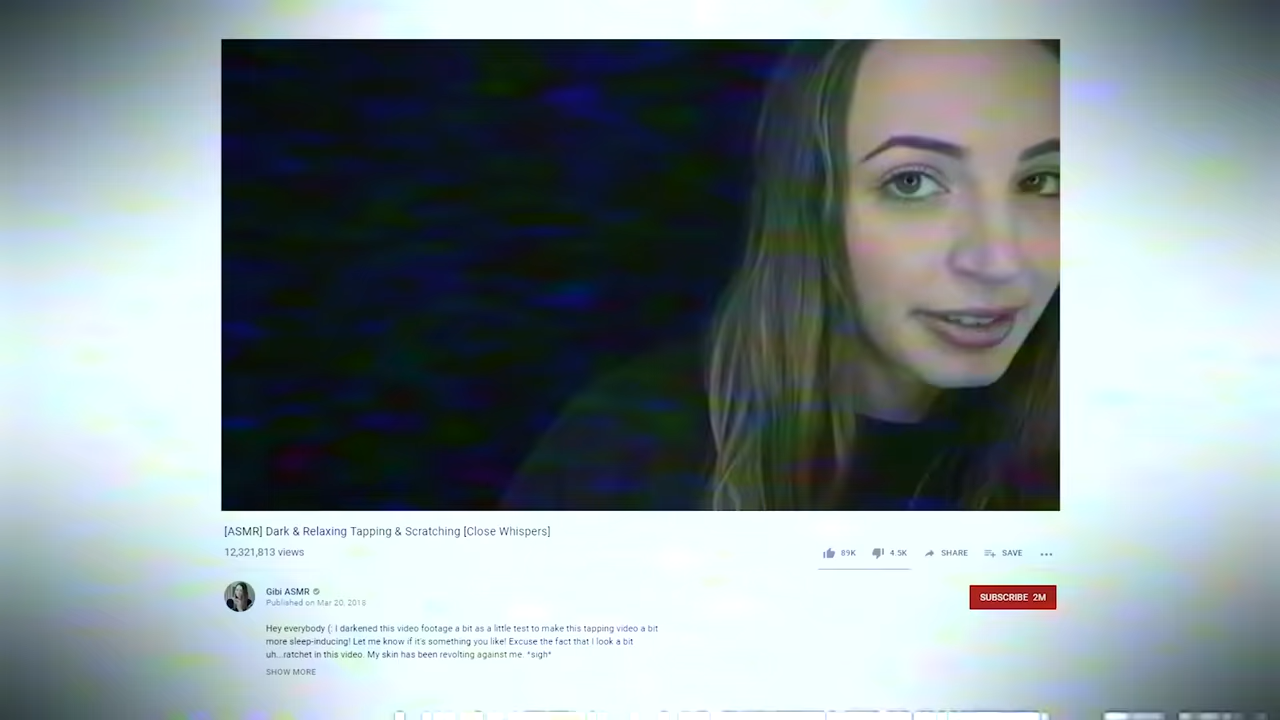 [ASMR] Dark & Relaxing Tapping & Scratching [Close Whispers]
12,321,813 views
89K 4.5K SHARE SAVE
Gibi ASMR
Published on Mar 20, 2018
SUBSCRIBE 2M
Hey everybody (: I darkened this video footage a bit as a little test to make this tapping video a bit
more sleep-inducing! Let me know if it's something you like! Excuse the fact that I look a bit
uh...ratchet in this video. My skin has been revolting against me. *sigh*
SHOW MORE